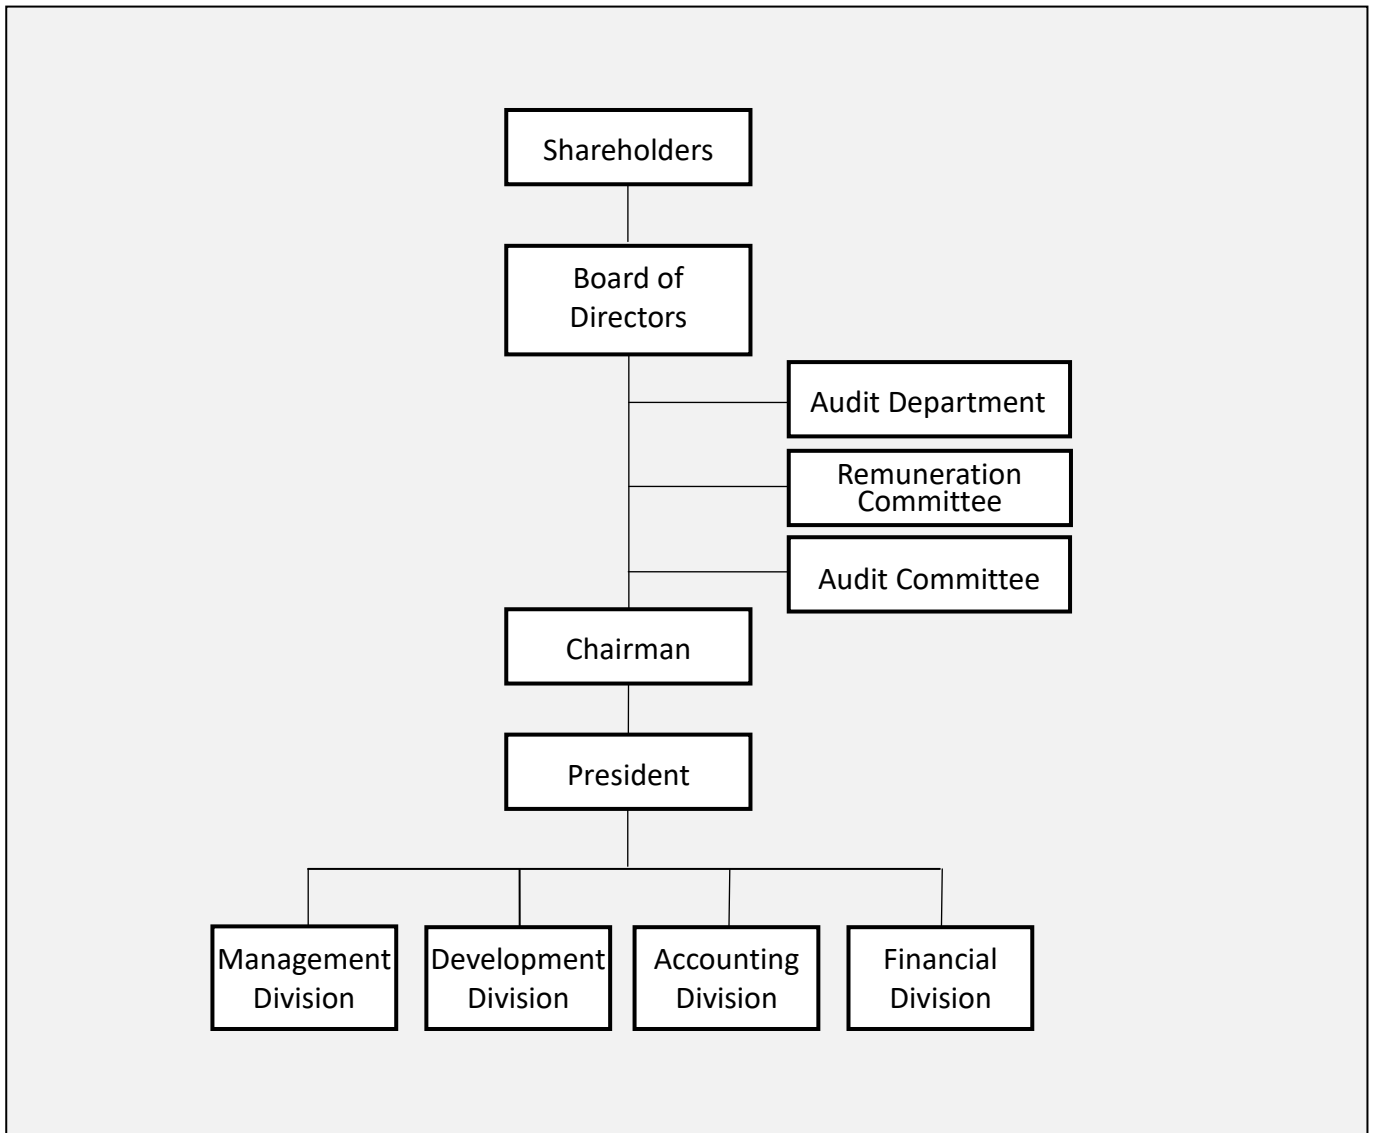 Shareholders
Board of
Directors
Audit Department
Remuneration
Committee
Audit Committee
Chairman
President
Management
Division
Development
Division
Accounting
Division
Financial
Division